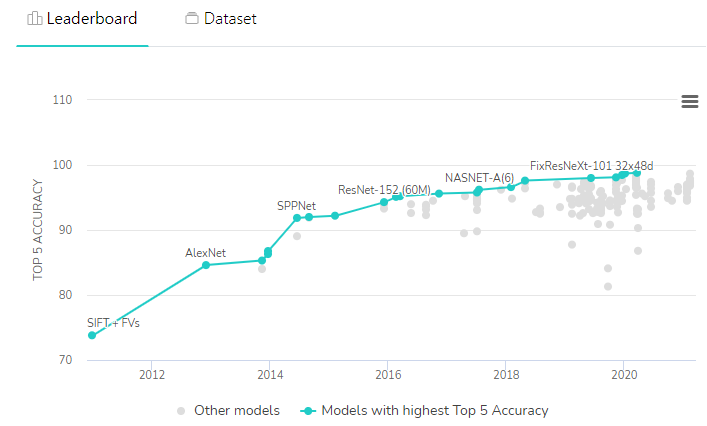 Leaderboard Dataset
110
100
90
80
70
TOP 5 ACCURACY
SIFT + FVs
AlexNet
SPPNet
ResNet-152 (60M)
NASNET-A(6)
FixResNeXt-101 32x48d
2012 2014 2016 2018 2020
Other models Models with highest Top 5 Accuracy